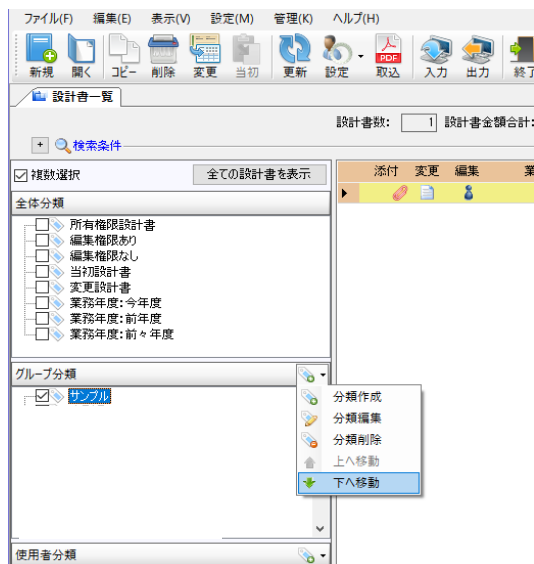 ファイル(F) 編集(E) 表示(V) 設定(M) 管理(K) ヘルプ(H)
新規 開く コピー 削除 変更 当初 更新 設定 取込 入力 出力 終了
PDF
設計書一覧
設計書数: 1 設計書金額合計:
+ 検索条件
複数選択 全ての設計書を表示
添付 変更 編集 業
全体分類
所有権限設計書
編集権限あり
編集権限なし
当初設計書
変更設計書
業務年度:今年度
業務年度:前年度
業務年度:前々年度
グループ分類
サンプル
分類作成
分類編集
分類削除
上へ移動
下へ移動
使用者分類